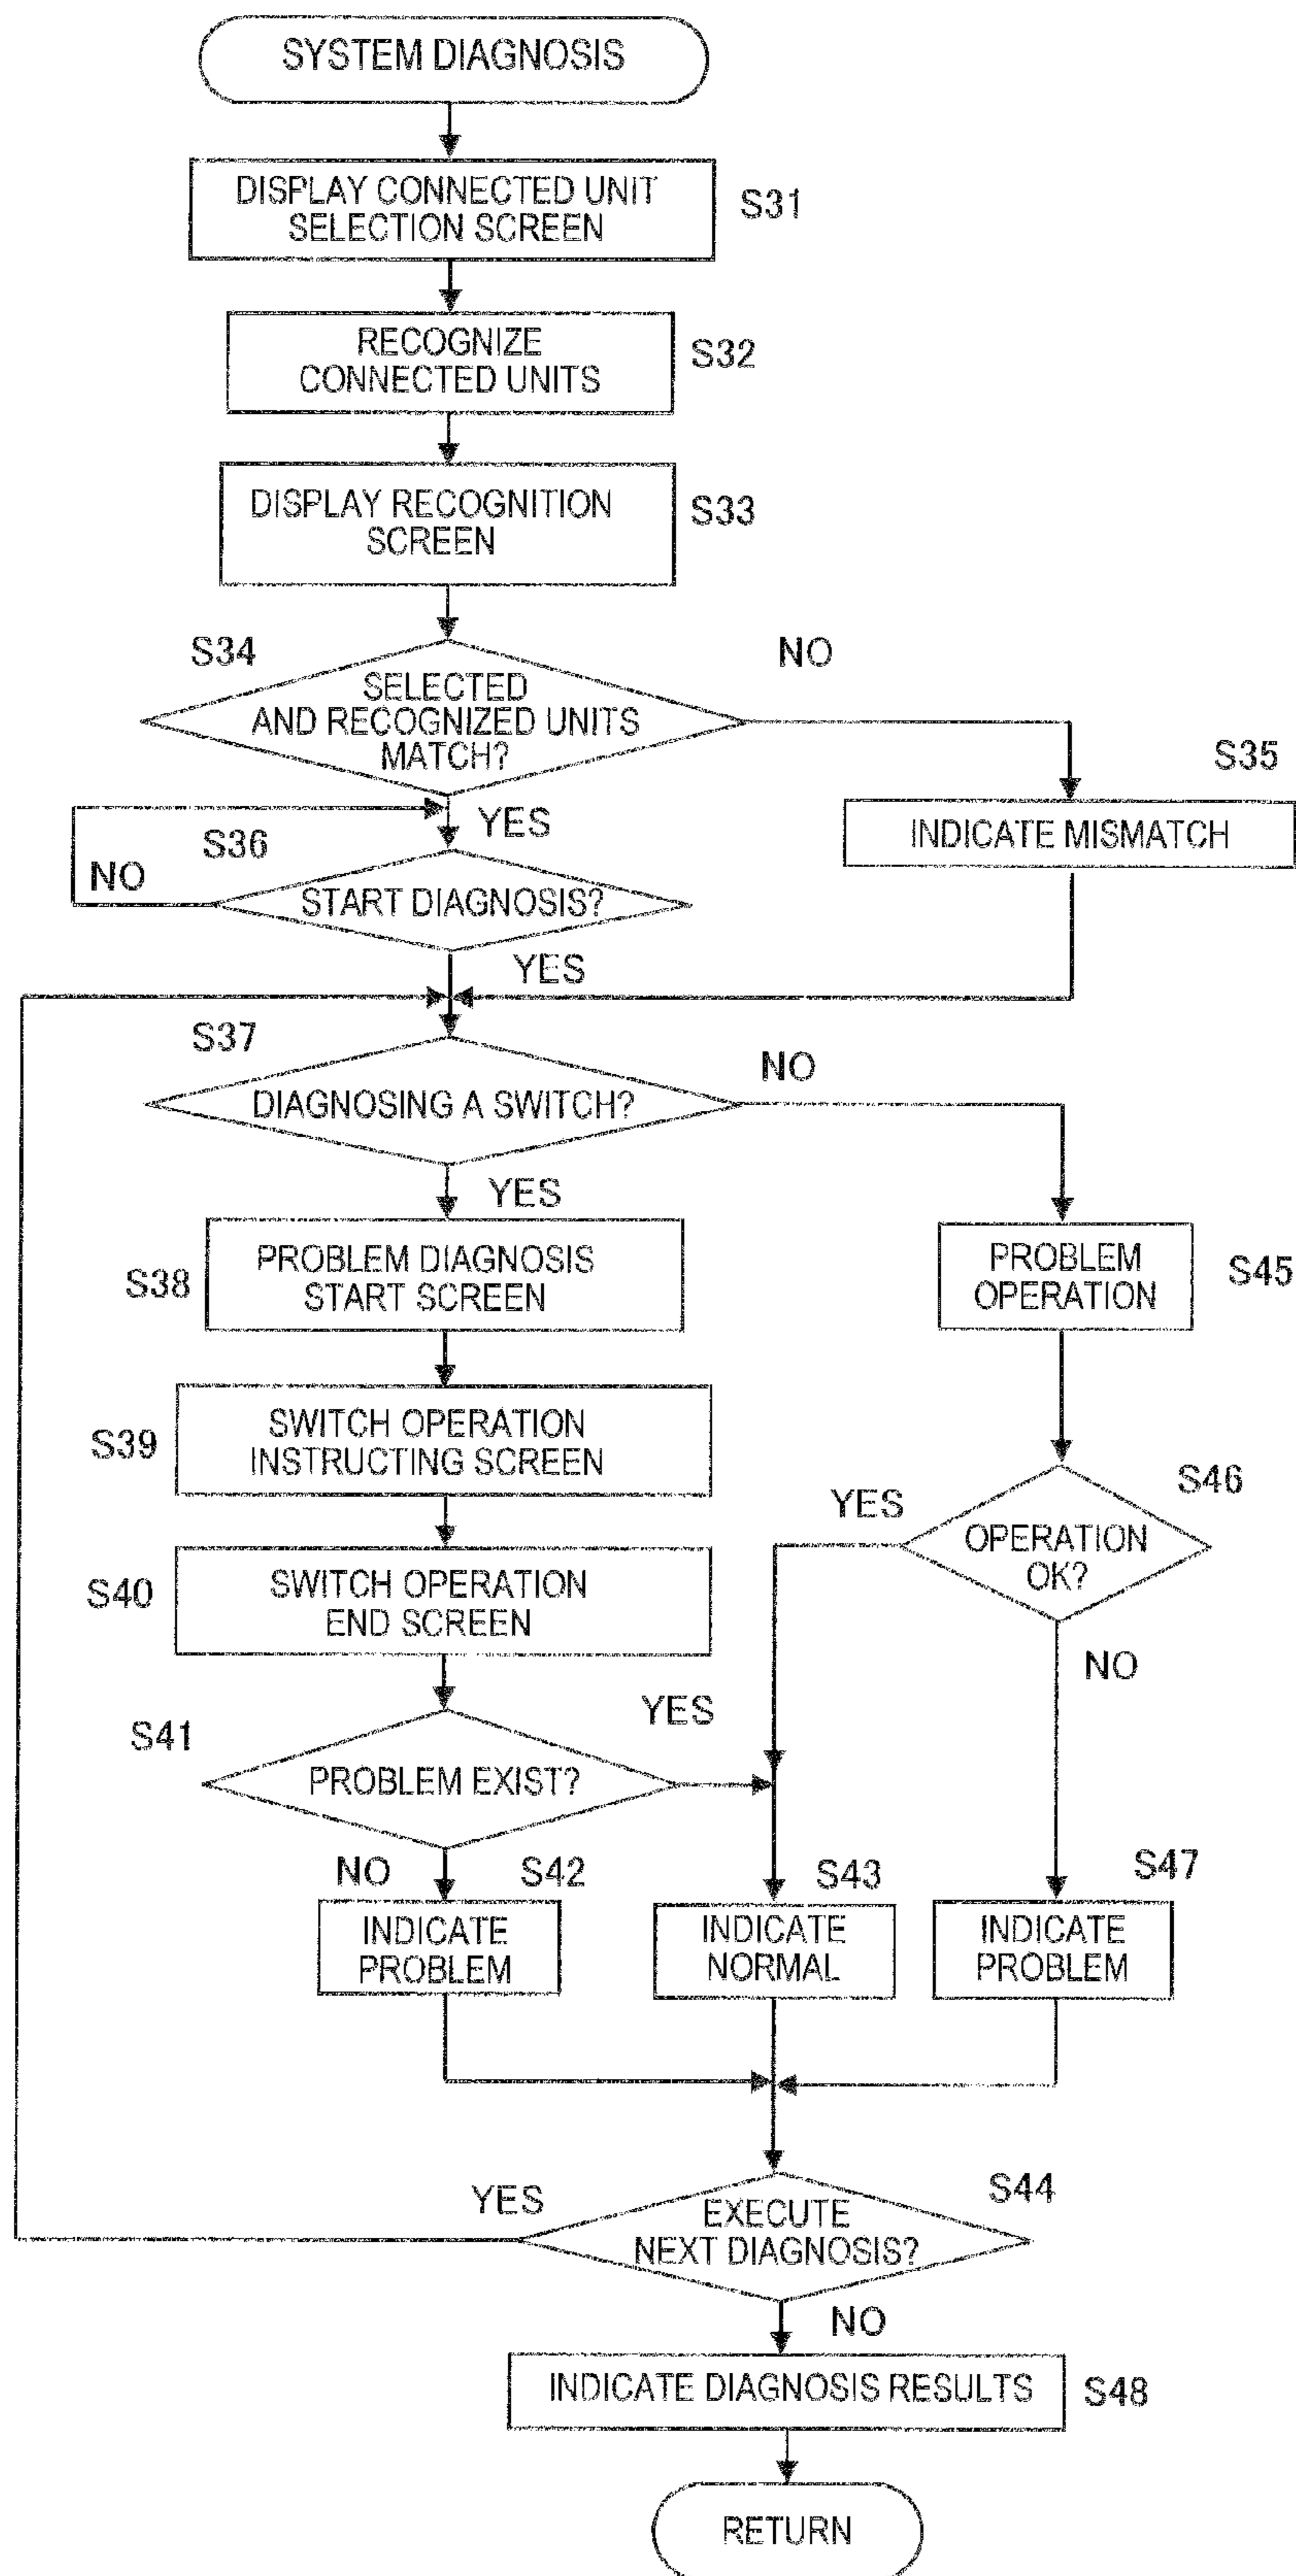 SYSTEM DIAGNOSIS
DISPLAY CONNECTED UNIT
SELECTION SCREEN
S31
RECOGNIZE
CONNECTED UNITS
S32
DISPLAY RECOGNITION
SCREEN
S33
S34
NO
SELECTED
AND RECOGNIZED UNITS
MATCH?
S35
INDICATE MISMATCH
YES
S36
NO
START DIAGNOSIS?
YES
S37
NO
DIAGNOSING A SWITCH?
YES
S38
PROBLEM DIAGNOSIS
START SCREEN
PROBLEM
OPERATION
S45
S39
SWITCH OPERATION
INSTRUCTING SCREEN
S46
YES
OPERATION
OK?
S40
SWITCH OPERATION
END SCREEN
NO
YES
S41
PROBLEM EXIST?
NO
S42
S43
S47
INDICATE
PROBLEM
INDICATE
NORMAL
INDICATE
PROBLEM
S44
YES
EXECUTE
NEXT DIAGNOSIS?
NO
INDICATE DIAGNOSIS RESULTS
S48
RETURN